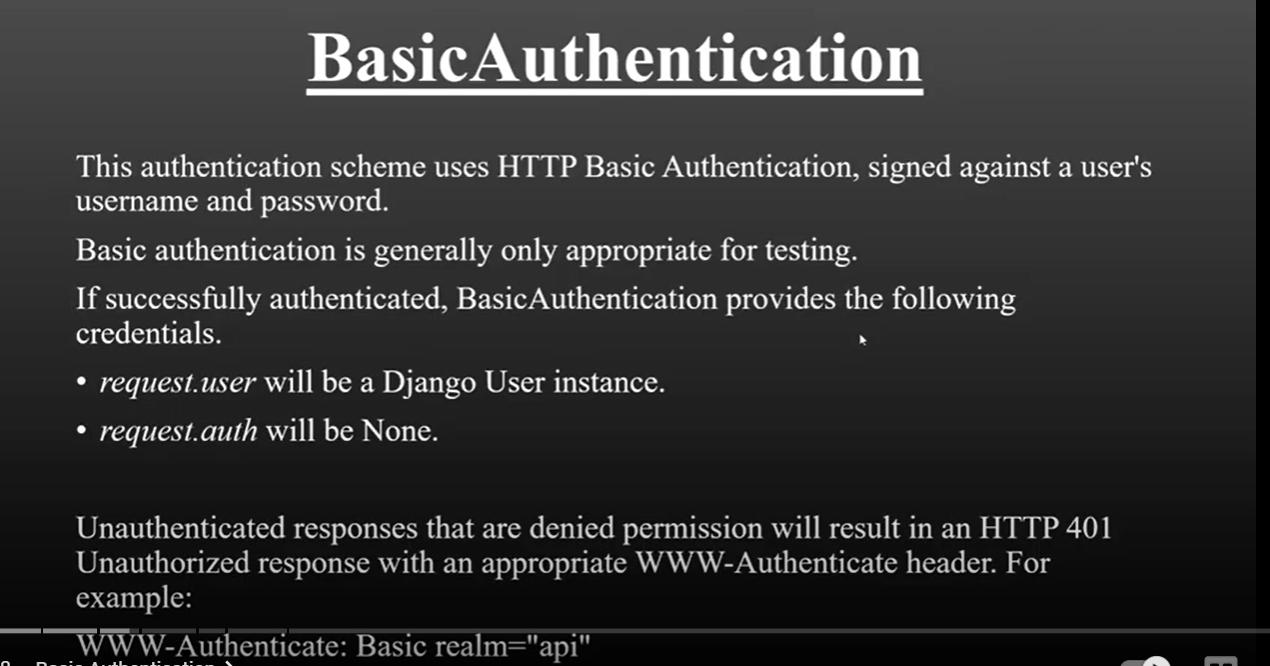 BasicAuthentication
This authentication scheme uses HTTP Basic Authentication, signed against a user's
username and password.
Basic authentication is generally only appropriate for testing.
If successfully authenticated, BasicAuthentication provides the following
credentials.
• request.user will be a Django User instance.
• request.auth will be None.
Unauthenticated responses that are denied permission will result in an HTTP 401
Unauthorized response with an appropriate WWW-Authenticate header. For
example:
WWW-Authenticate: Basic realm="api"
Basic Authentication